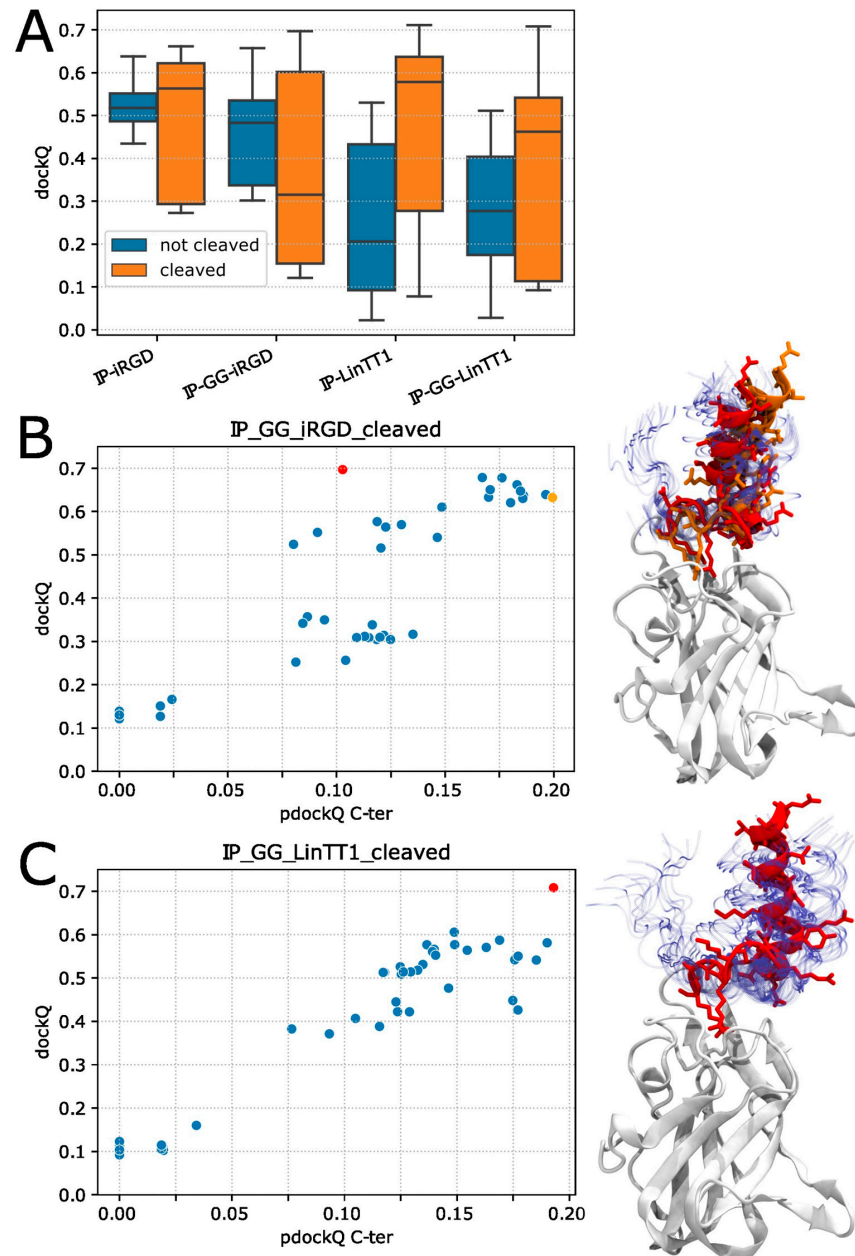 A
dockQ
0.7
0.6
0.5
0.4
0.3
0.2
0.1
0.0
not cleaved
cleaved
IP-iRGD
IP-GG-iRGD
IP-LinTT1
IP-GG-LinTT1
B
IP_GG_iRGD_cleaved
dockQ
0.7
0.6
0.5
0.4
0.3
0.2
0.1
0.0
0.00 0.05 0.10 0.15 0.20
pdockQ C-ter
C
IP_GG_LinTT1_cleaved
dockQ
0.7
0.6
0.5
0.4
0.3
0.2
0.1
0.0
0.00 0.05 0.10 0.15 0.20
pdockQ C-ter